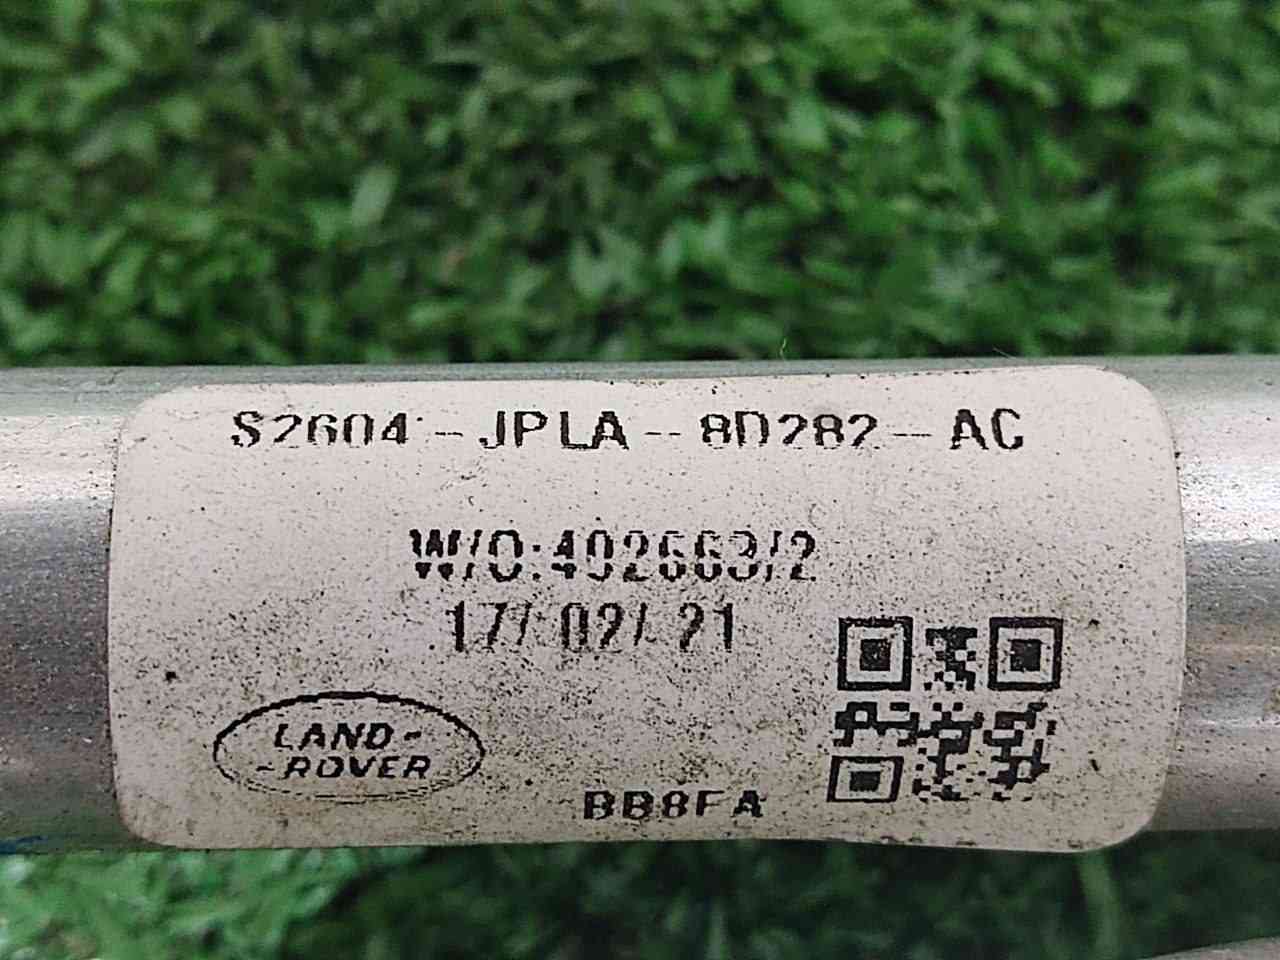 S2604-JPLA-8D282-AC
W/O:402663/2
17/02/21
LAND-
-ROVER
BB8FA